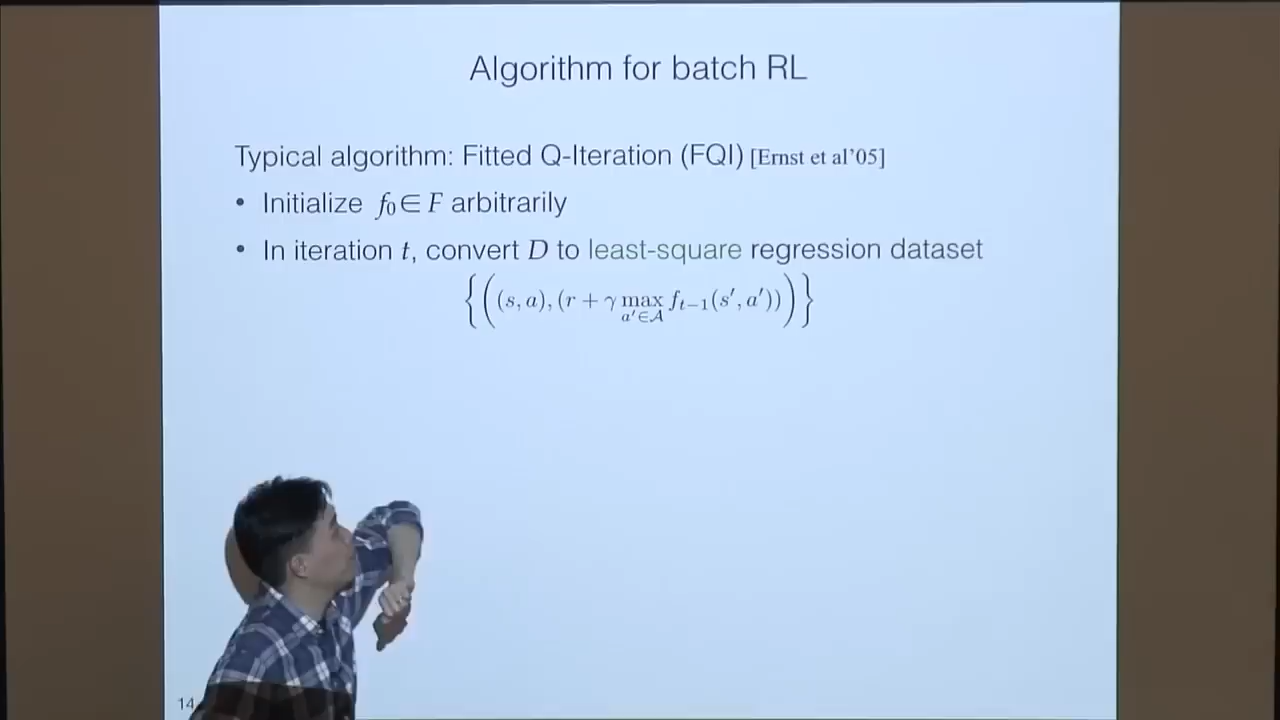 Algorithm for batch RL
Typical algorithm: Fitted Q-Iteration (FQI) [Ernst et al'05]
• Initialize f₀ ∈ F arbitrarily
• In iteration t, convert D to least-square regression dataset
{((s, a), (r + γ max_{a'∈𝒜} f_{t−1}(s', a')))}
14